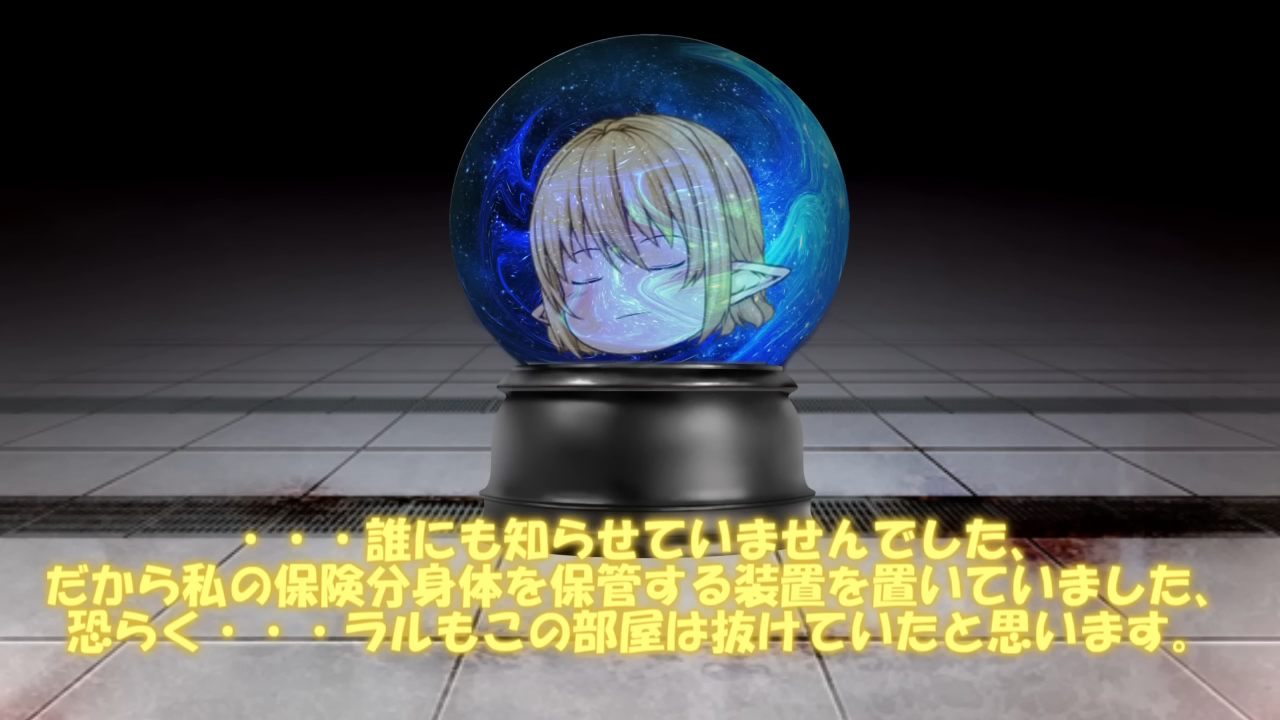 ・・・誰にも知らせていませんでした、
だから私の保険分身体を保管する装置を置いていました、
恐らく・・・ラルもこの部屋は抜けていたと思います。